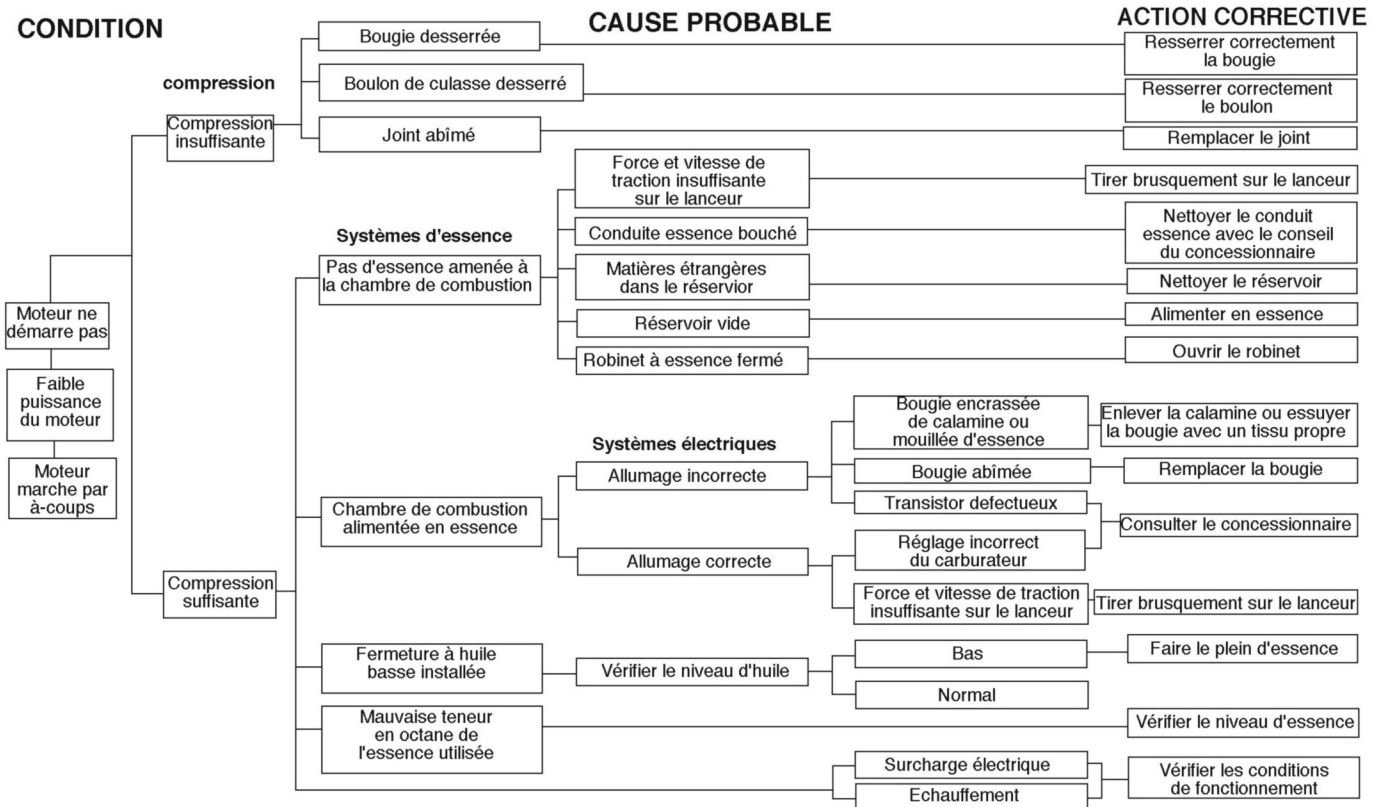 CONDITION
CAUSE PROBABLE
ACTION CORRECTIVE
compression
Compression
insuffisante
Bougie desserrée
Resserrer correctement
la bougie
Boulon de culasse desserré
Resserrer correctement
le boulon
Joint abîmé
Remplacer le joint
Moteur ne
démarre pas
Faible
puissance
du moteur
Moteur
marche par
à-coups
Systèmes d'essence
Pas d'essence amenée à
la chambre de combustion
Force et vitesse de
traction insuffisante
sur le lanceur
Tirer brusquement sur le lanceur
Conduite essence bouché
Nettoyer le conduit
essence avec le conseil
du concessionnaire
Matières étrangères
dans le réservior
Nettoyer le réservoir
Réservoir vide
Alimenter en essence
Robinet à essence fermé
Ouvrir le robinet
Compression
suffisante
Chambre de combustion
alimentée en essence
Systèmes électriques
Allumage incorrecte
Bougie encrassée
de calamine ou
mouillée d'essence
Enlever la calamine ou essuyer
la bougie avec un tissu propre
Bougie abîmée
Remplacer la bougie
Transistor defectueux
Consulter le concessionnaire
Allumage correcte
Réglage incorrect
du carburateur
Force et vitesse de traction
insuffisante sur le lanceur
Tirer brusquement sur le lanceur
Fermeture à huile
basse installée
Vérifier le niveau d'huile
Bas
Faire le plein d'essence
Normal
Mauvaise teneur
en octane de
l'essence utilisée
Vérifier le niveau d'essence
Surcharge électrique
Echauffement
Vérifier les conditions
de fonctionnement